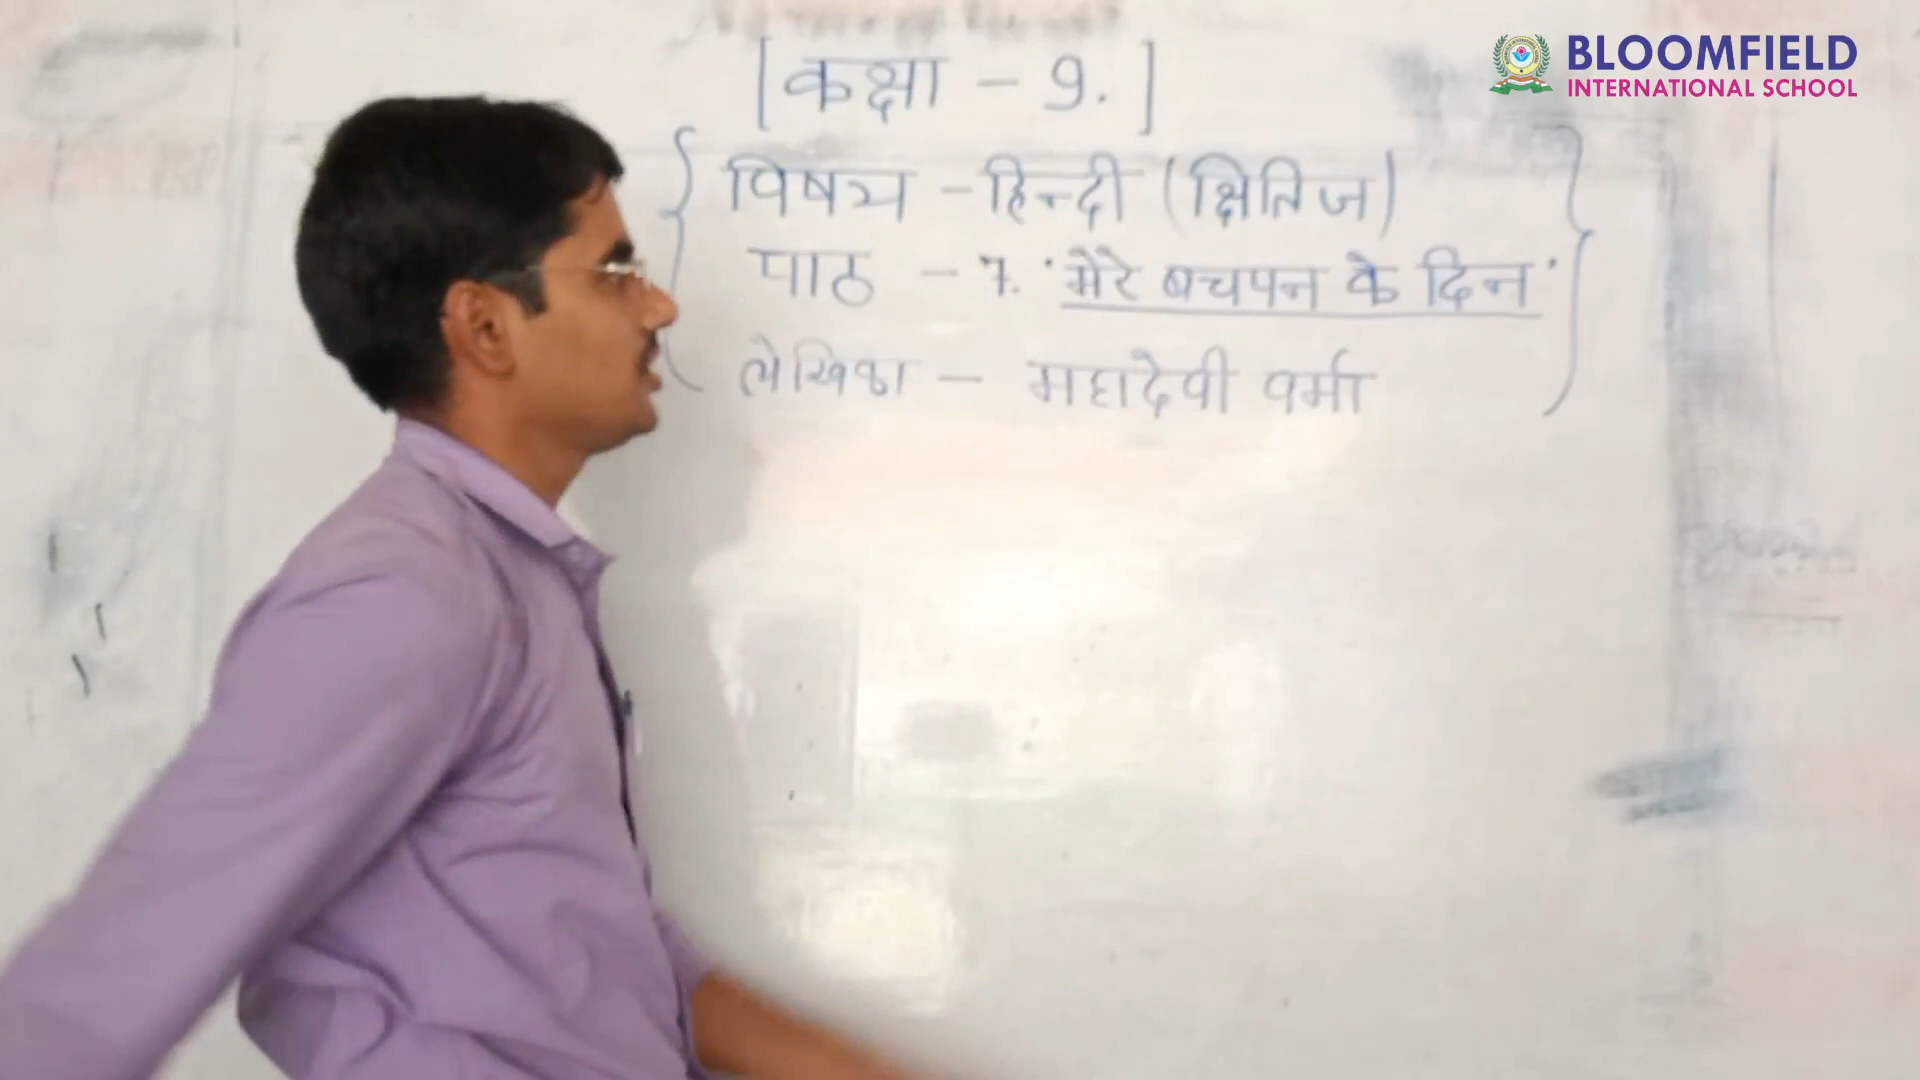 BLOOMFIELD
INTERNATIONAL SCHOOL
[कक्षा - 9.]
विषय - हिन्दी (क्षितिज)
पाठ - 7. 'मेरे बचपन के दिन'
लेखिका - महादेवी वर्मा